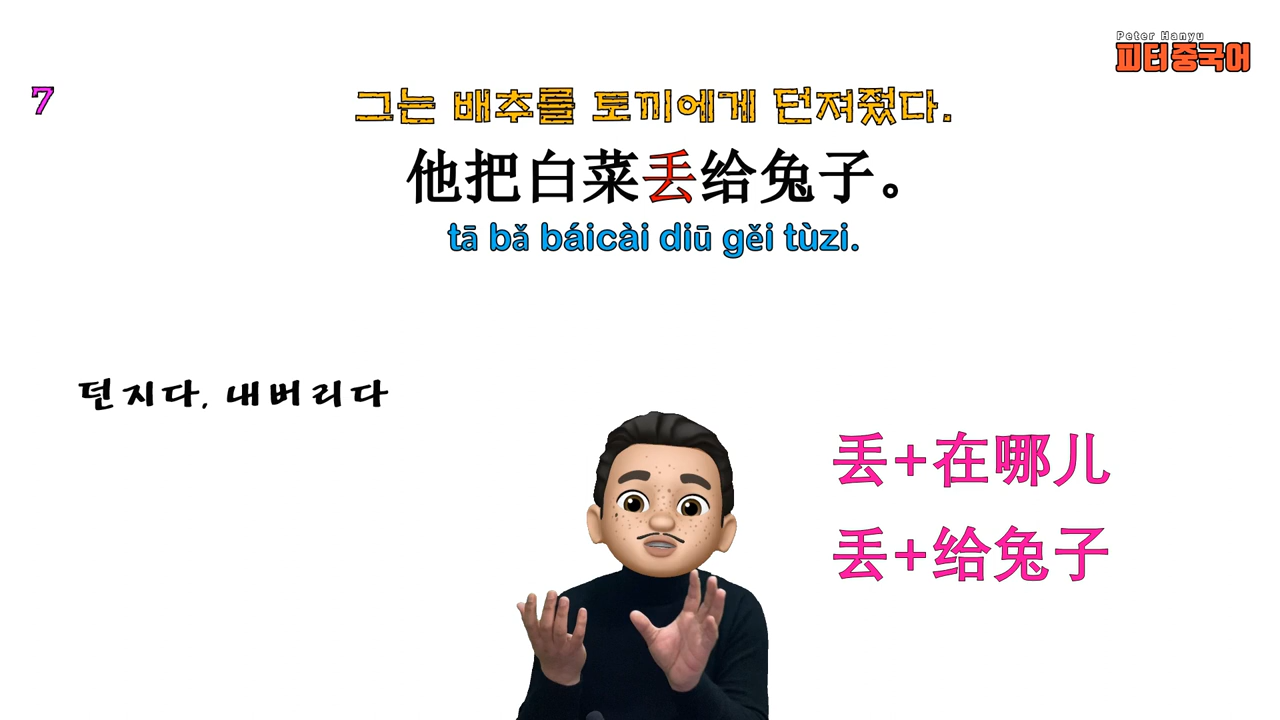 Peter Hanyu
피터중국어
7
그는 배추를 토끼에게 던져줬다.
他把白菜丢给兔子。
tā bǎ báicài diū gěi tùzi.
던지다, 내버리다
丢+在哪儿
丢+给兔子